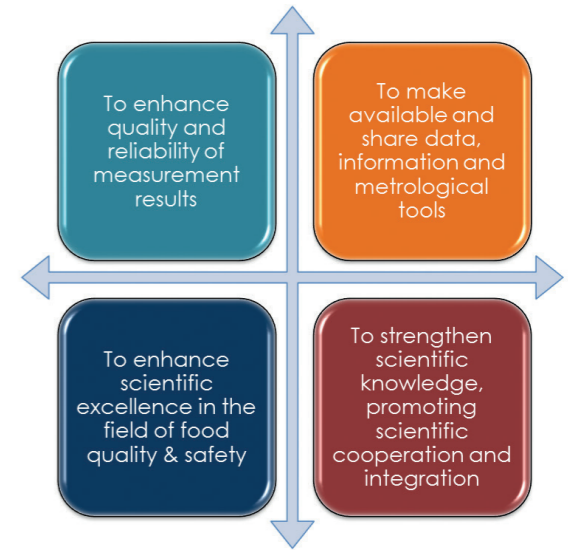 To enhance
quality and
reliability of
measurement
results
To make
available and
share data,
information and
metrological
tools
To enhance
scientific
excellence in the
field of food
quality & safety
To strengthen
scientific
knowledge,
promoting
scientific
cooperation and
integration